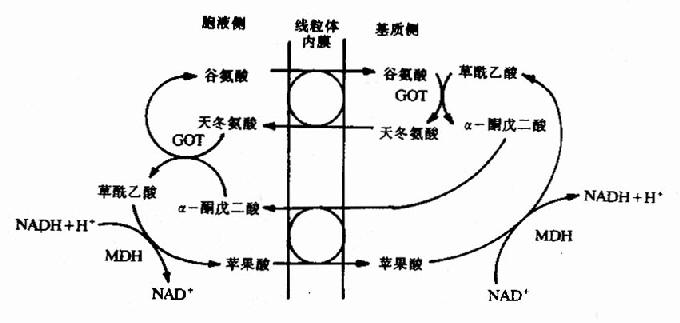 胞液侧
线粒体
内膜
基质侧
谷氨酸
谷氨酸
草酰乙酸
GOT
天冬氨酸
天冬氨酸
α-酮戊二酸
GOT
草酰乙酸
α-酮戊二酸
NADH+H⁺
NADH+H⁺
MDH
MDH
苹果酸
苹果酸
NAD⁺
NAD⁺